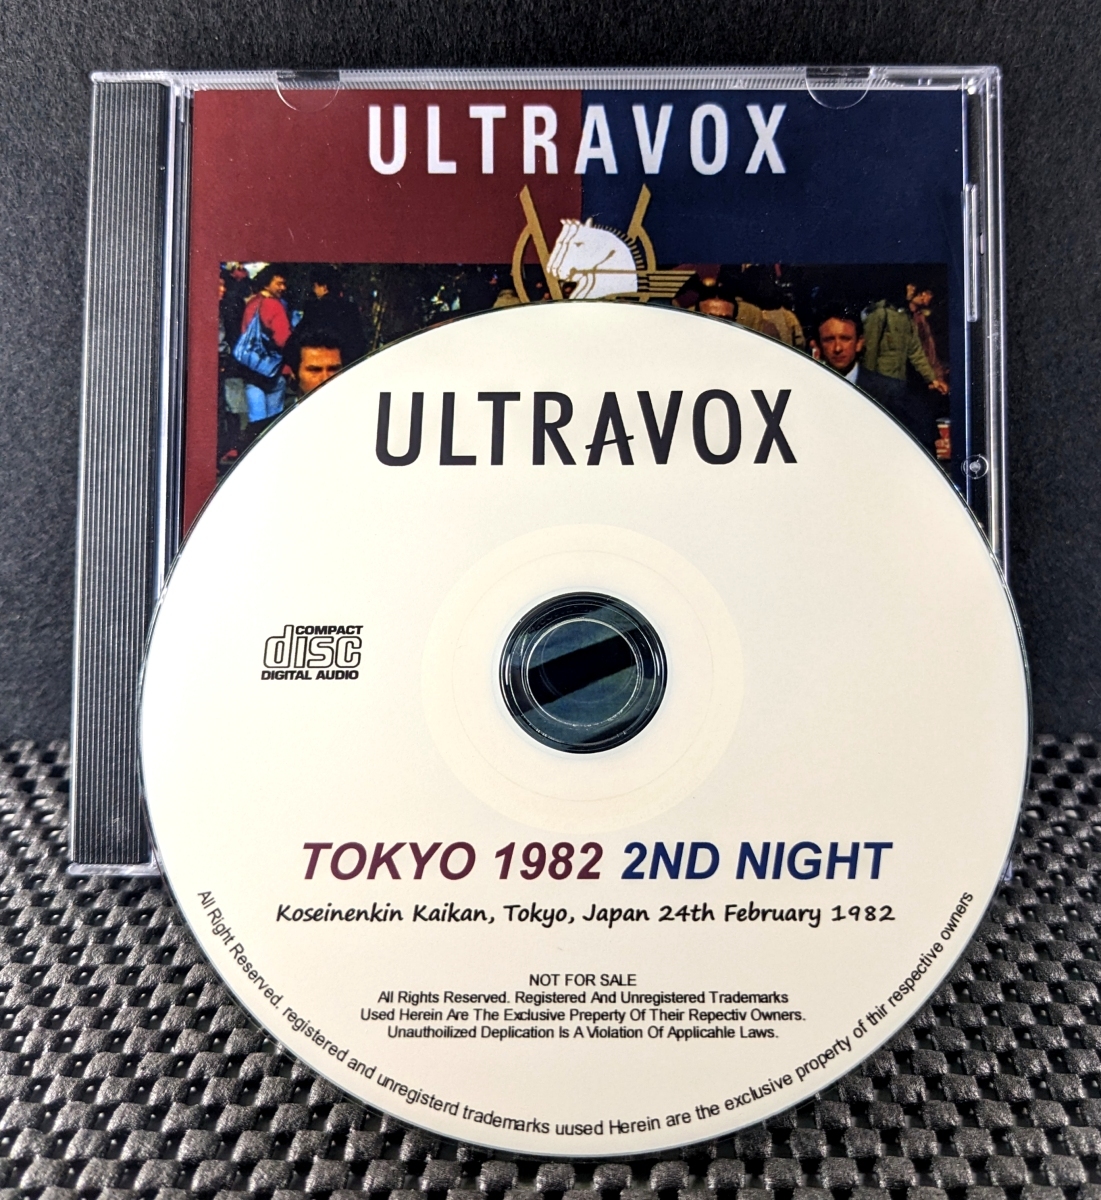 ULTRAVOX
ULTRAVOX
COMPACT
disc
DIGITAL AUDIO
TOKYO 1982 2ND NIGHT
Koseinenkin Kaikan, Tokyo, Japan 24th February 1982
NOT FOR SALE
All Rights Reserved. Registered And Unregistered Trademarks
Used Herein Are The Exclusive Preperty Of Their Repectiv Owners.
Unauthoilized Deplication Is A Violation Of Applicahle Laws.
All Right Reserved. registered and unregisterd trademarks uused Herein are the exclusive property of thir respective owners